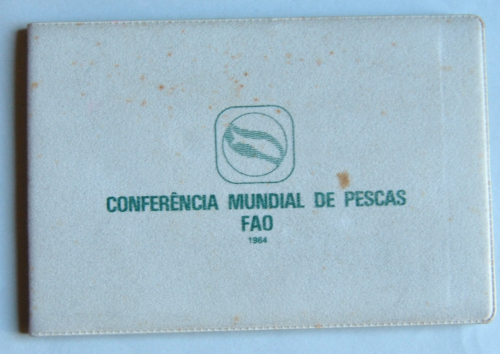 CONFERÊNCIA MUNDIAL DE PESCAS
FAO
1984